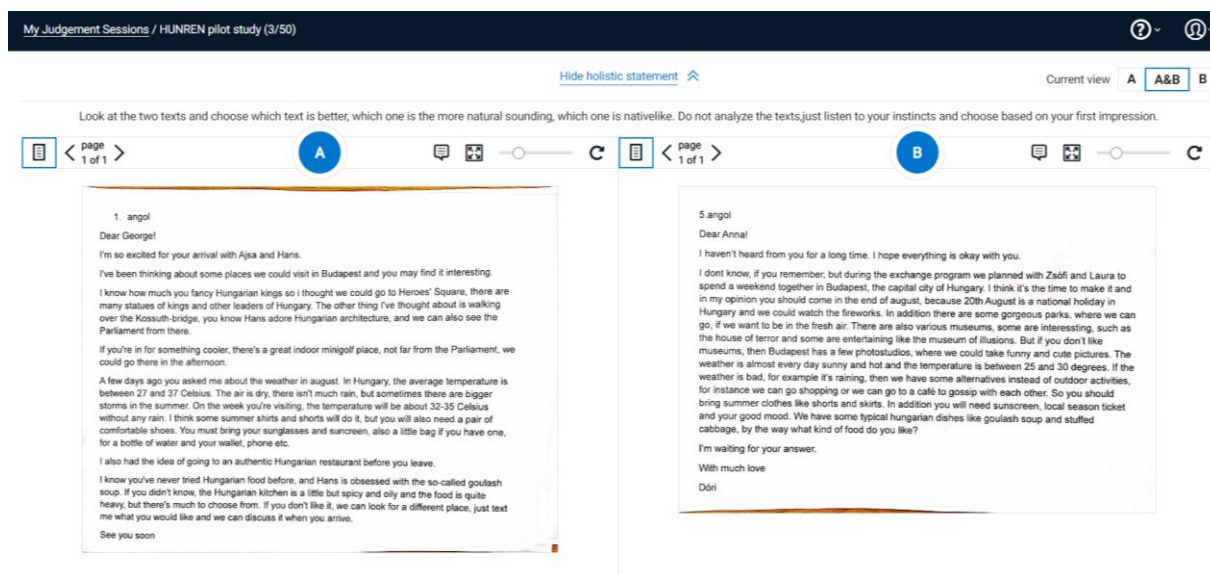 My Judgement Sessions / HUNREN pilot study (3/50)
Hide holistic statement
Current view A A&B B
Look at the two texts and choose which text is better, which one is the more natural sounding, which one is nativelike. Do not analyze the texts,just listen to your instincts and choose based on your first impression.
page
1 of 1
A
page
1 of 1
B
1. angol
Dear George!
I'm so excited for your arrival with Ajsa and Hans.
I've been thinking about some places we could visit in Budapest and you may find it interesting.
I know how much you fancy Hungarian kings so i thought we could go to Heroes' Square, there are
many statues of kings and other leaders of Hungary. The other thing I've thought about is walking
over the Kossuth-bridge, you know Hans adore Hungarian architecture, and we can also see the
Parliament from there.
If you're in for something cooler, there's a great indoor minigolf place, not far from the Parliament, we
could go there in the afternoon.
A few days ago you asked me about the weather in august. In Hungary, the average temperature is
between 27 and 37 Celsius. The air is dry, there isn't much rain, but sometimes there are bigger
storms in the summer. On the week you're visiting, the temperature will be about 32-35 Celsius
without any rain. I think some summer shirts and shorts will do it, but you will also need a pair of
comfortable shoes. You must bring your sunglasses and suncreen, also a little bag if you have one,
for a bottle of water and your wallet, phone etc.
I also had the idea of going to an authentic Hungarian restaurant before you leave.
I know you've never tried Hungarian food before, and Hans is obsessed with the so-called goulash
soup. If you didn't know, the Hungarian kitchen is a little but spicy and oily and the food is quite
heavy, but there's much to choose from. If you don't like it, we can look for a different place, just text
me what you would like and we can discuss it when you arrive.
See you soon
5.angol
Dear Anna!
I haven't heard from you for a long time. I hope everything is okay with you.
I dont know, if you remember, but during the exchange program we planned with Zsófi and Laura to
spend a weekend together in Budapest, the capital city of Hungary. I think it's the time to make it and
in my opinion you should come in the end of august, because 20th August is a national holiday in
Hungary and we could watch the fireworks. In addition there are some gorgeous parks, where we can
go, if we want to be in the fresh air. There are also various museums, some are interessting, such as
the house of terror and some are entertaining like the museum of illusions. But if you don't like
museums, then Budapest has a few photostudios, where we could take funny and cute pictures. The
weather is almost every day sunny and hot and the temperature is between 25 and 30 degrees. If the
weather is bad, for example it's raining, then we have some alternatives instead of outdoor activities,
for instance we can go shopping or we can go to a café to gossip with each other. So you should
bring summer clothes like shorts and skirts. In addition you will need sunscreen, local season ticket
and your good mood. We have some typical hungarian dishes like goulash soup and stuffed
cabbage, by the way what kind of food do you like?
I'm waiting for your answer.
With much love
Dóri